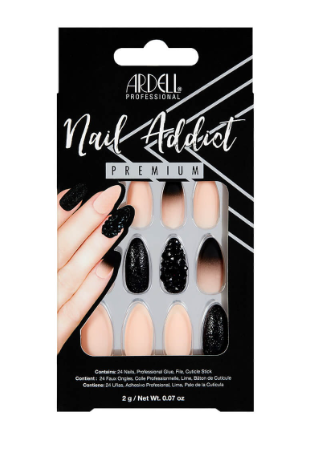 ARDELL®
PROFESSIONAL
Nail Addict
PREMIUM
Contains: 24 Nails, Professional Glue, File, Cuticle Stick
Contient : 24 Faux Ongles, Colle Professionnelle, Lime, Bâton de Cuticule
Contiene: 24 Uñas, Adhesivo Profesional, Lima, Palo de la Cutícula
2 g / Net Wt. 0.07 oz